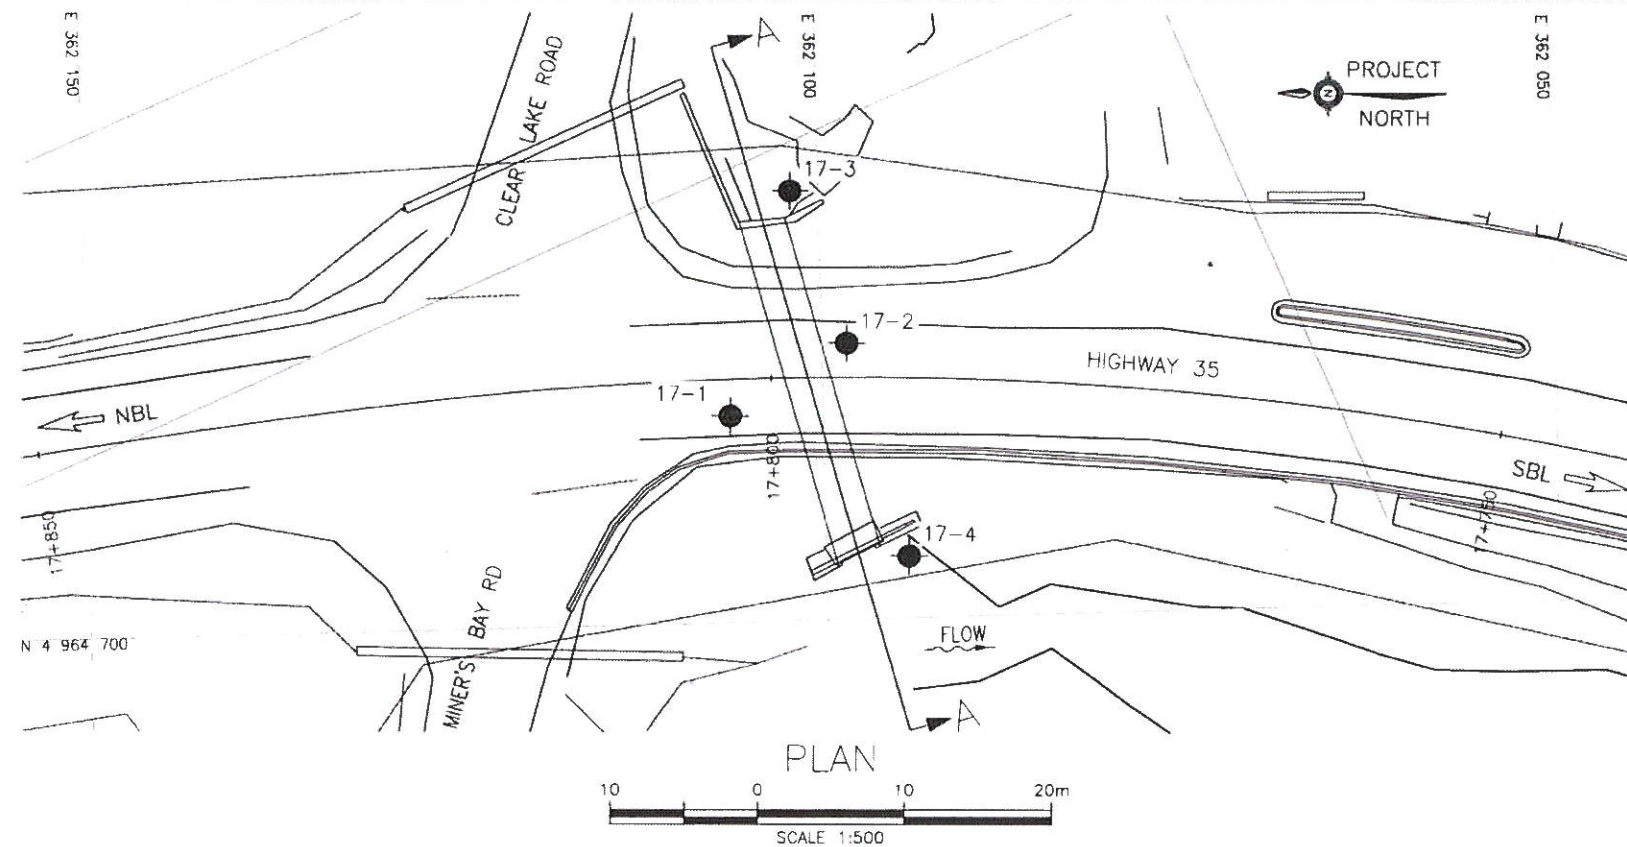 E 362 150
CLEAR LAKE ROAD
A
E 362 100
E 362 050
PROJECT
N
NORTH
17-3
17-2
HIGHWAY 35
17-1
NBL
17+800
SBL
17+750
17+850
17-4
MINER'S BAY RD
N 4 964 700
FLOW
A
PLAN
10 0 10 20m
SCALE 1:500